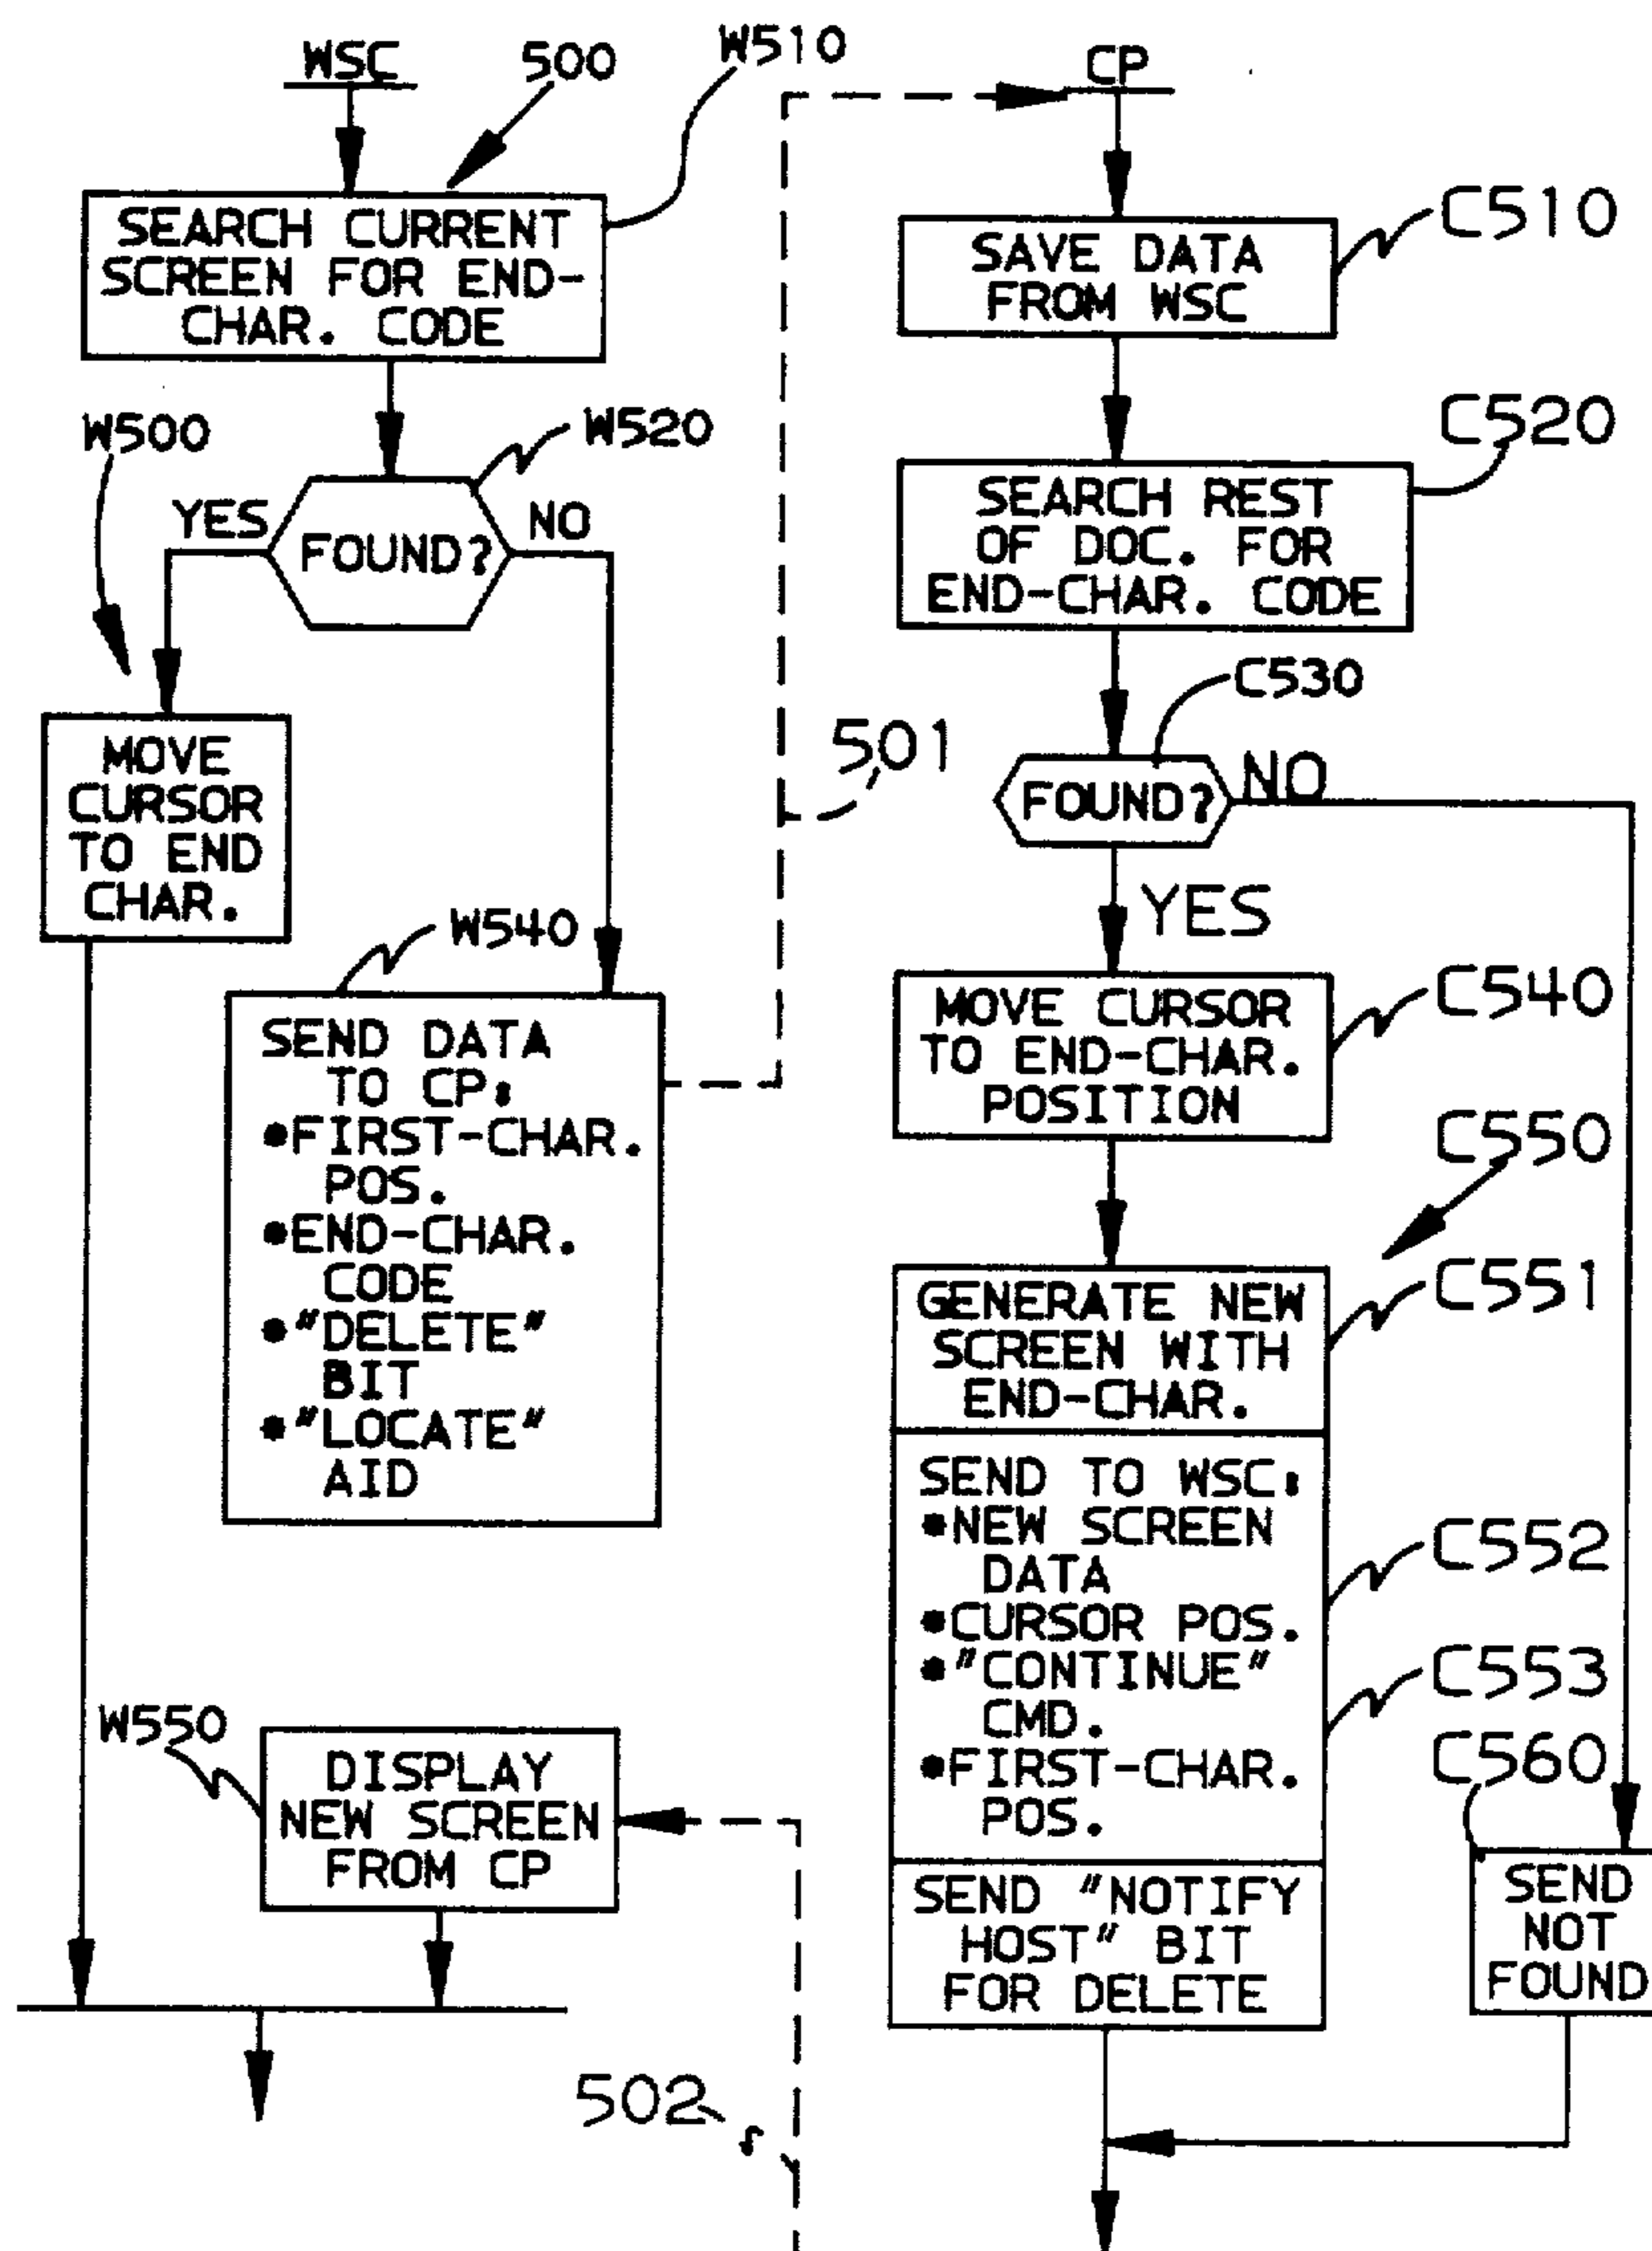 WSC
500
W510
SEARCH CURRENT
SCREEN FOR END-
CHAR. CODE
W500
W520
YES
FOUND?
NO
MOVE
CURSOR
TO END
CHAR.
W540
SEND DATA
TO CP:
•FIRST-CHAR.
POS.
•END-CHAR.
CODE
•"DELETE"
BIT
•"LOCATE"
AID
W550
DISPLAY
NEW SCREEN
FROM CP
501
502
CP
SAVE DATA
FROM WSC
C510
SEARCH REST
OF DOC. FOR
END-CHAR. CODE
C520
C530
FOUND?
NO
YES
MOVE CURSOR
TO END-CHAR.
POSITION
C540
C550
GENERATE NEW
SCREEN WITH
END-CHAR.
C551
SEND TO WSC:
•NEW SCREEN
DATA
•CURSOR POS.
•"CONTINUE"
CMD.
•FIRST-CHAR.
POS.
C552
C553
SEND "NOTIFY
HOST" BIT
FOR DELETE
C560
SEND
NOT
FOUND